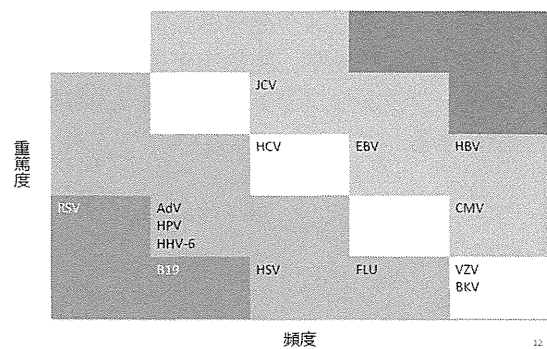 JCV
重篤度
HCV
EBV
HBV
RSV
AdV
HPV
HHV-6
CMV
B19
HSV
FLU
VZV
BKV
頻度
12